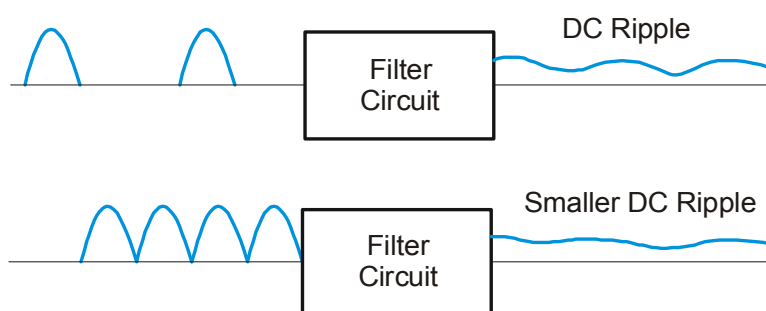 DC Ripple
Filter
Circuit
Smaller DC Ripple
Filter
Circuit